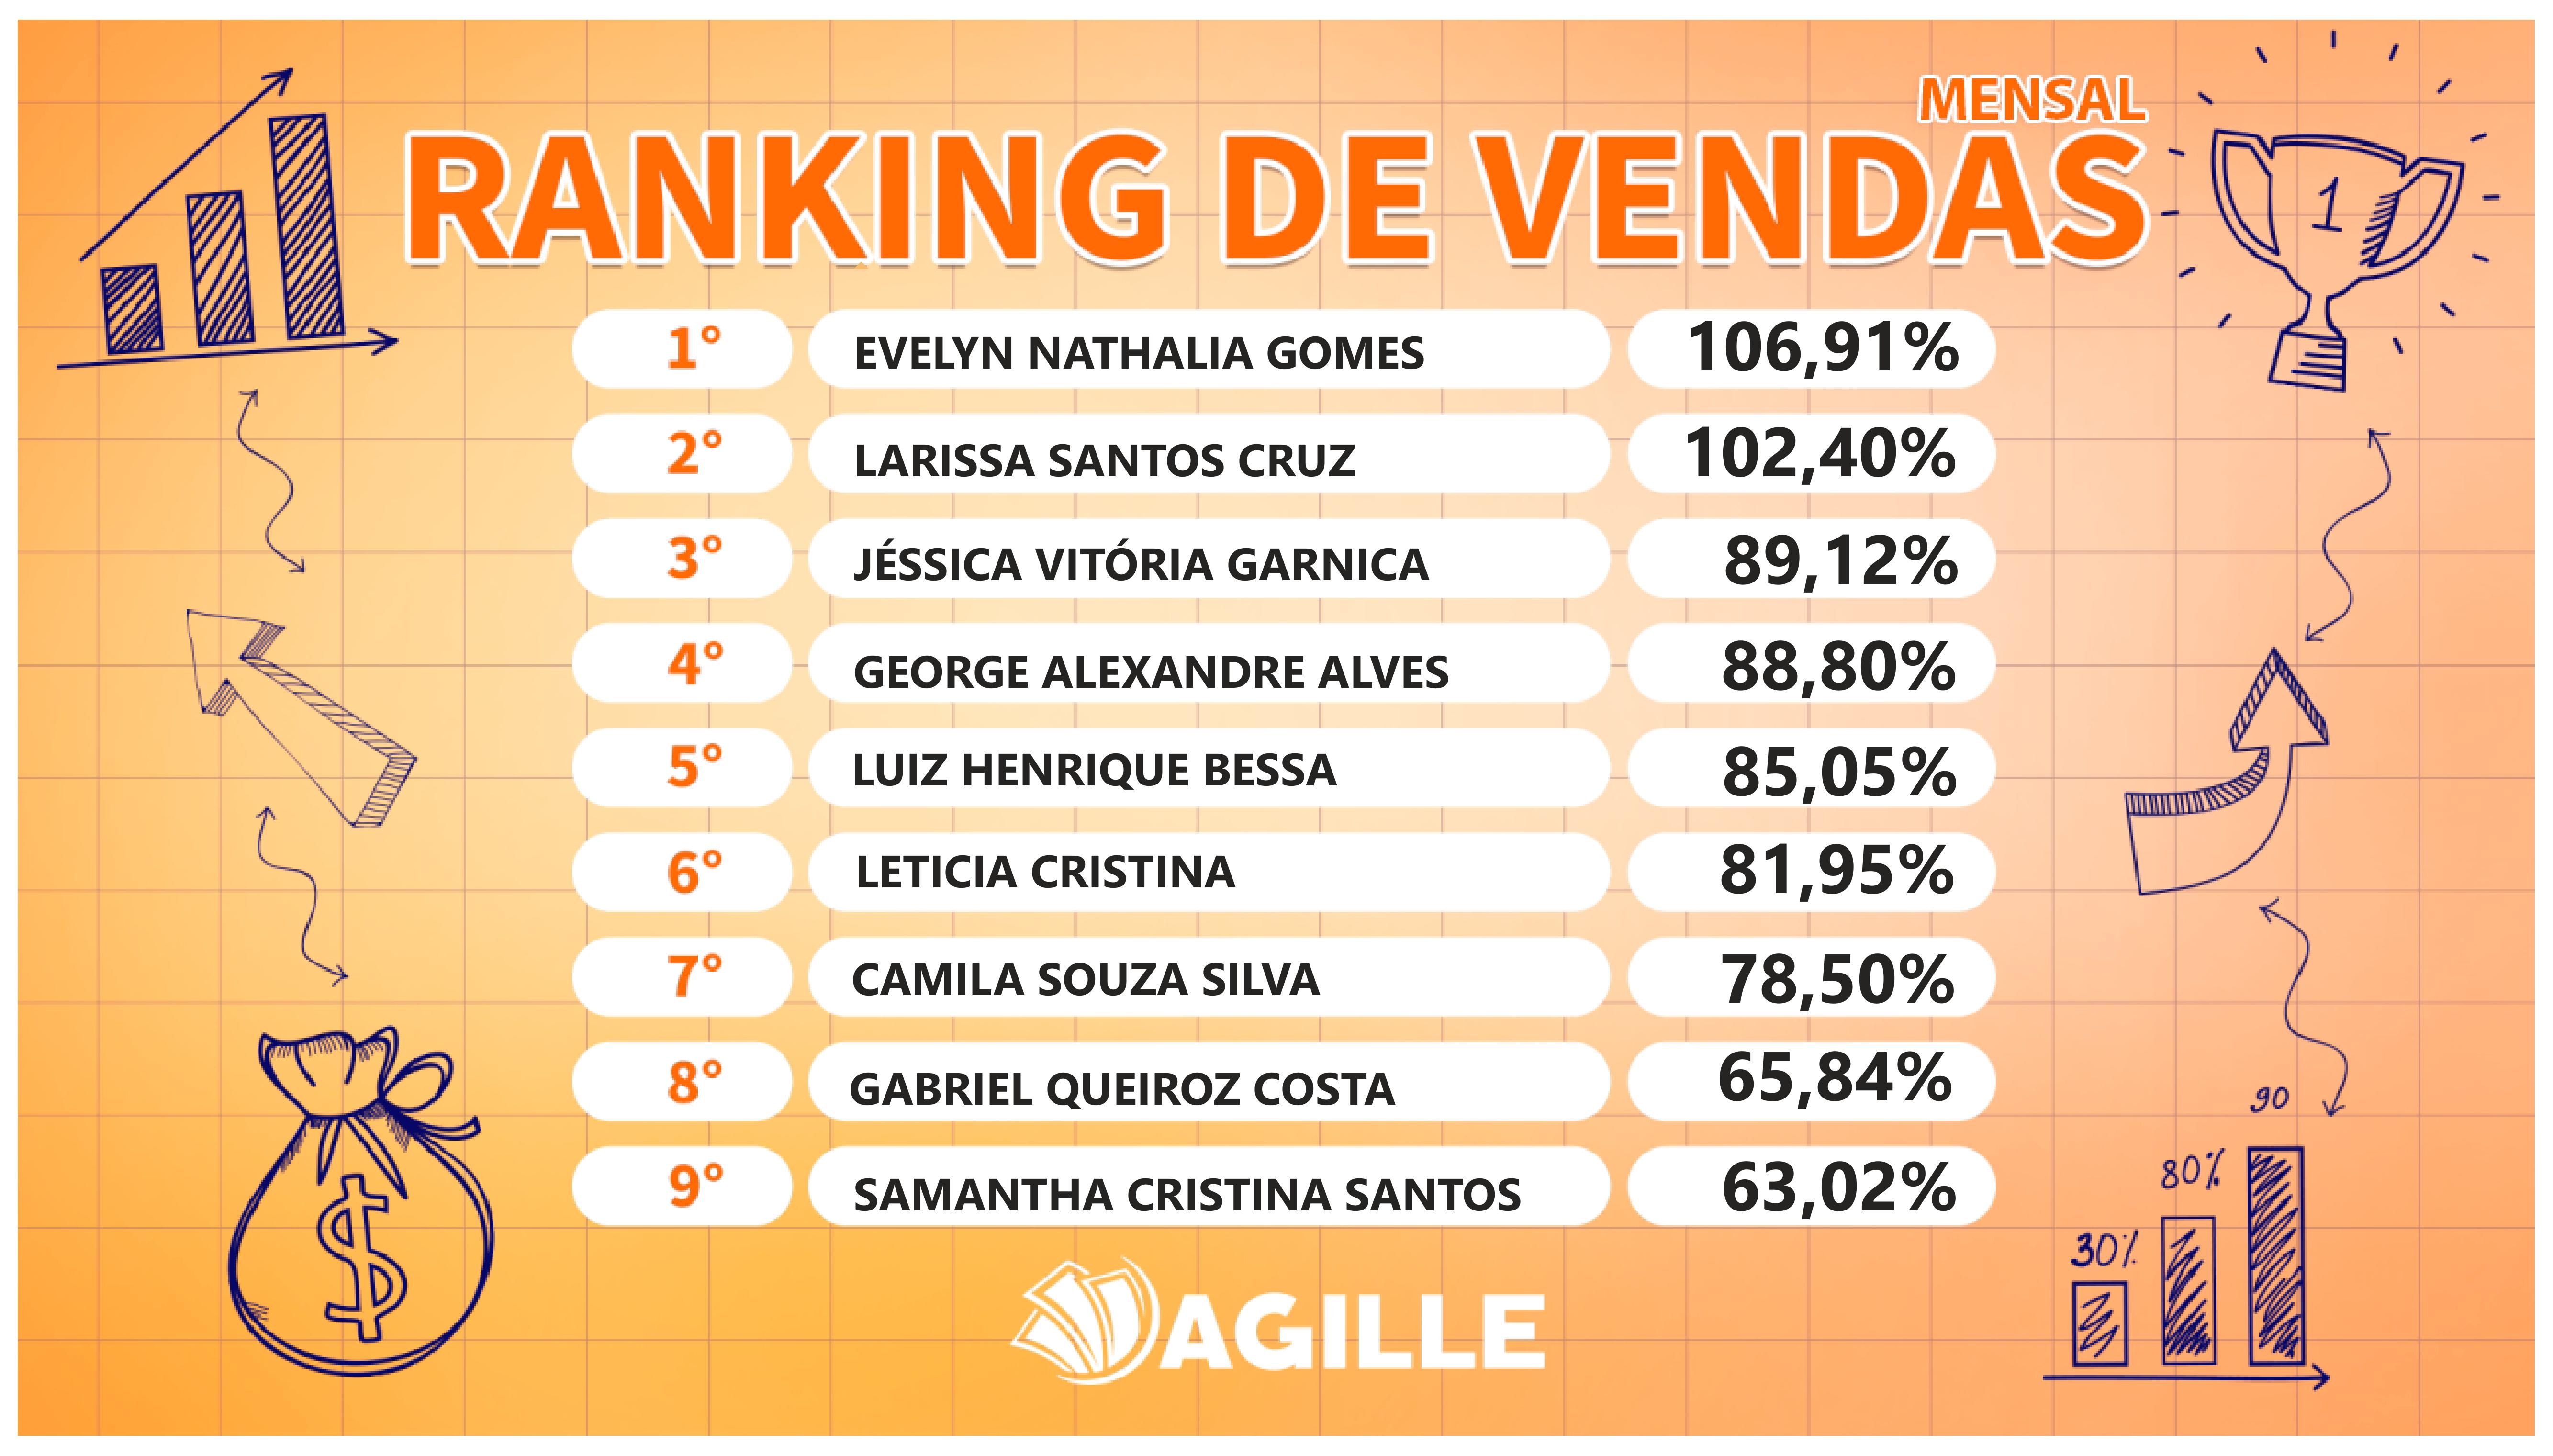 MENSAL
RANKING DE VENDAS
1
1° EVELYN NATHALIA GOMES 106,91%
2° LARISSA SANTOS CRUZ 102,40%
3° JÉSSICA VITÓRIA GARNICA 89,12%
4° GEORGE ALEXANDRE ALVES 88,80%
5° LUIZ HENRIQUE BESSA 85,05%
6° LETICIA CRISTINA 81,95%
7° CAMILA SOUZA SILVA 78,50%
8° GABRIEL QUEIROZ COSTA 65,84%
9° SAMANTHA CRISTINA SANTOS 63,02%
90
80%
30%
$
AGILLE